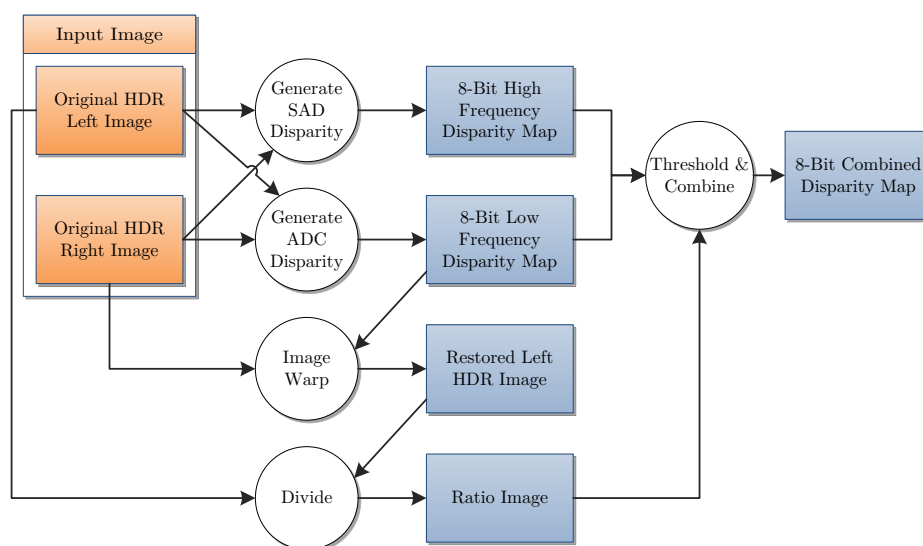 Input Image
Original HDR
Left Image
Generate
SAD
Disparity
8-Bit High
Frequency
Disparity Map
Threshold &
Combine
8-Bit Combined
Disparity Map
Original HDR
Right Image
Generate
ADC
Disparity
8-Bit Low
Frequency
Disparity Map
Image
Warp
Restored Left
HDR Image
Divide
Ratio Image